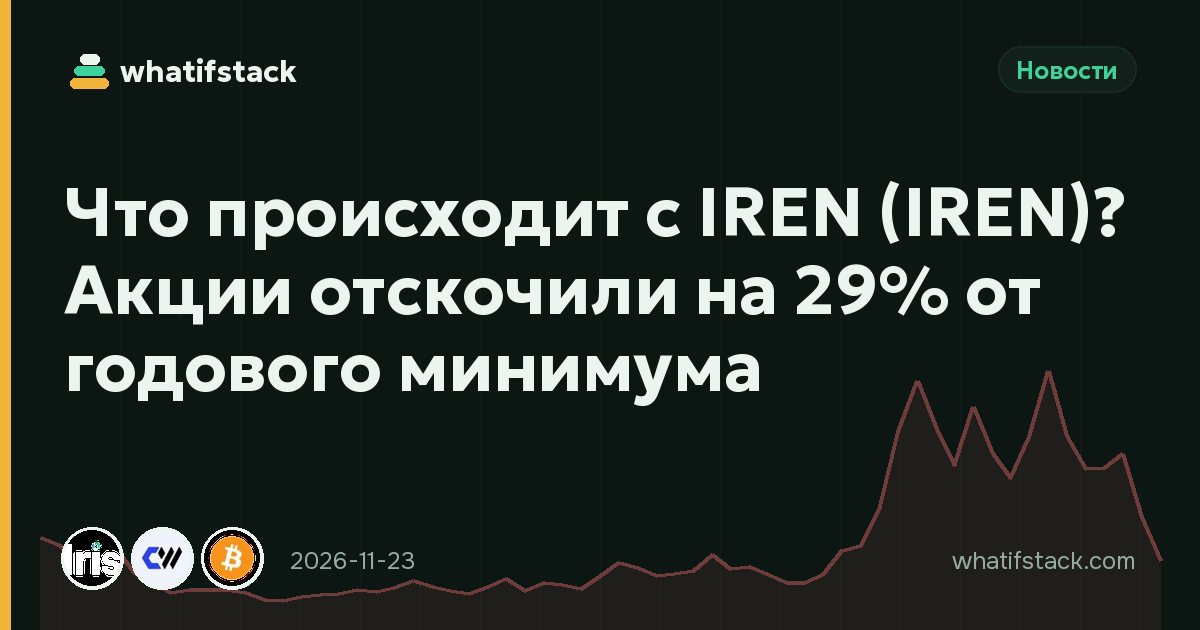 whatifstack
Новости
Что происходит с IREN (IREN)?
Акции отскочили на 29% от
годового минимума
Iris
CW
2026-11-23
whatifstack.com